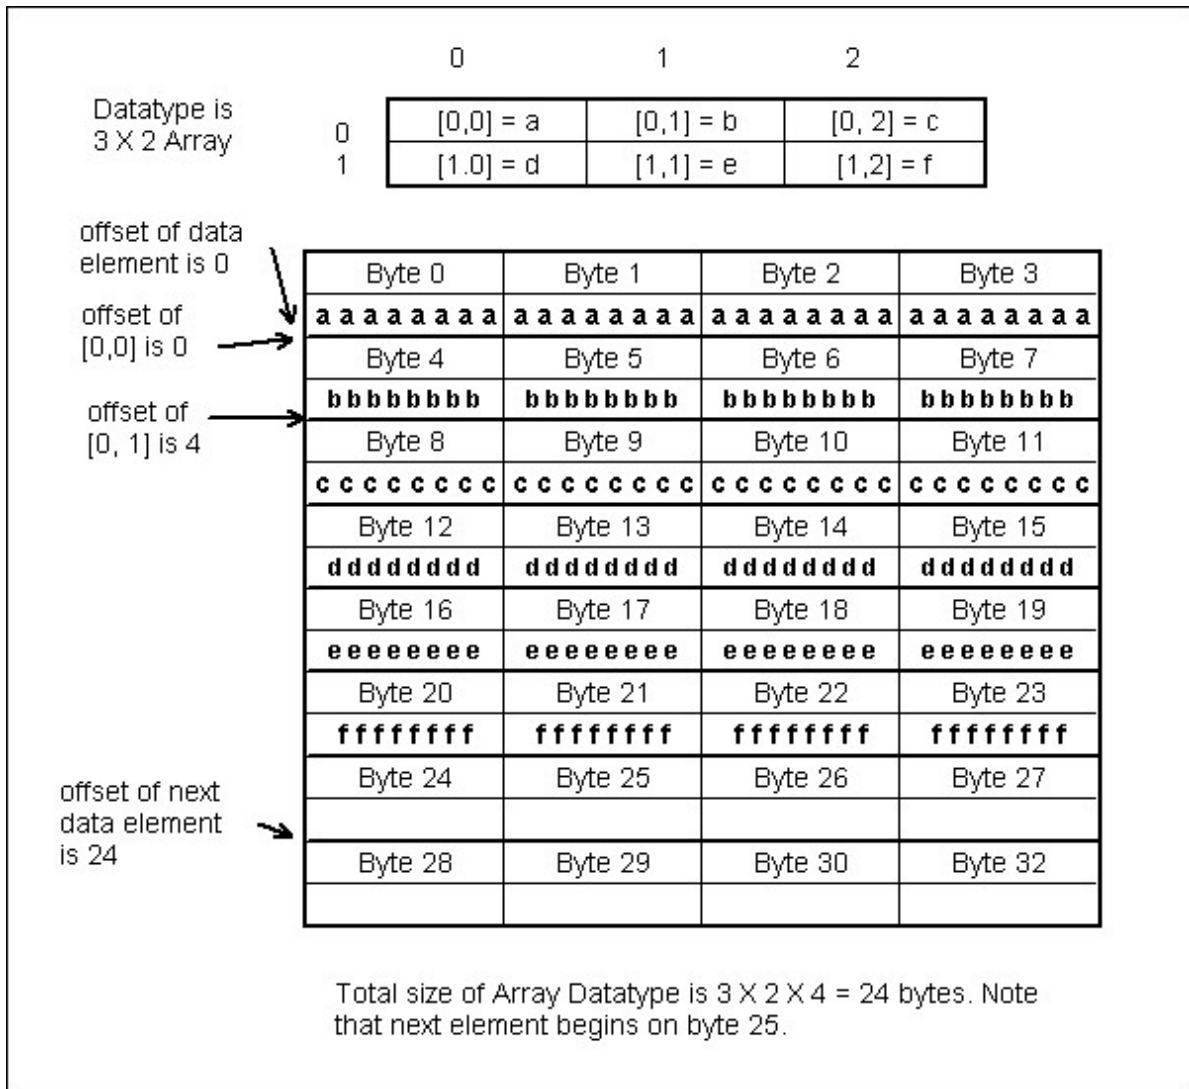 0 1 2
Datatype is
3 X 2 Array
0 [0,0] = a [0,1] = b [0, 2] = c
1 [1.0] = d [1,1] = e [1,2] = f
offset of data
element is 0
offset of
[0,0] is 0
offset of
[0, 1] is 4
Byte 0 Byte 1 Byte 2 Byte 3
a a a a a a a a a a a a a a a a a a a a a a a a a a a a a a a a
Byte 4 Byte 5 Byte 6 Byte 7
b b b b b b b b b b b b b b b b b b b b b b b b b b b b b b b b
Byte 8 Byte 9 Byte 10 Byte 11
c c c c c c c c c c c c c c c c c c c c c c c c c c c c c c c c
Byte 12 Byte 13 Byte 14 Byte 15
d d d d d d d d d d d d d d d d d d d d d d d d d d d d d d d d
Byte 16 Byte 17 Byte 18 Byte 19
e e e e e e e e e e e e e e e e e e e e e e e e e e e e e e e e
Byte 20 Byte 21 Byte 22 Byte 23
f f f f f f f f f f f f f f f f f f f f f f f f f f f f f f f f
Byte 24 Byte 25 Byte 26 Byte 27
offset of next
data element
is 24
Byte 28 Byte 29 Byte 30 Byte 32
Total size of Array Datatype is 3 X 2 X 4 = 24 bytes. Note
that next element begins on byte 25.